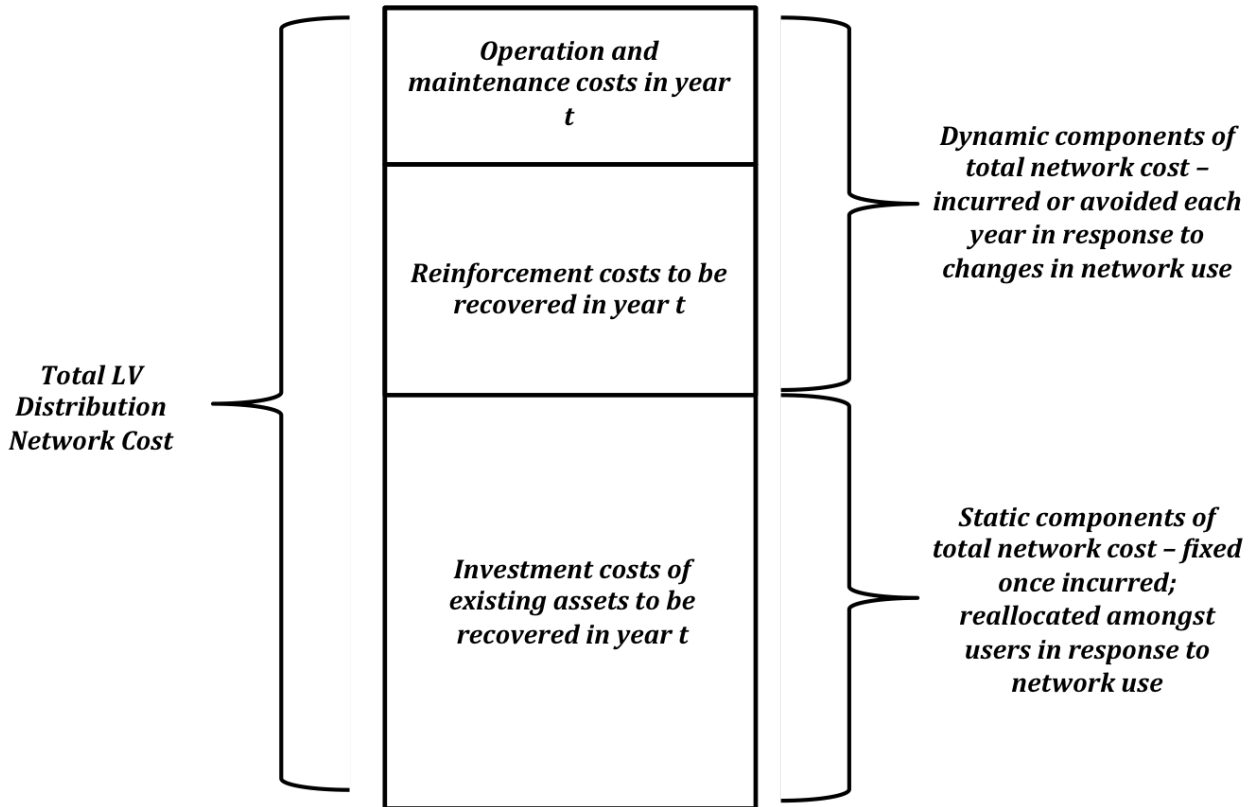 Total LV
Distribution
Network Cost
Operation and
maintenance costs in year
t
Reinforcement costs to be
recovered in year t
Investment costs of
existing assets to be
recovered in year t
Dynamic components of
total network cost –
incurred or avoided each
year in response to
changes in network use
Static components of
total network cost – fixed
once incurred;
reallocated amongst
users in response to
network use